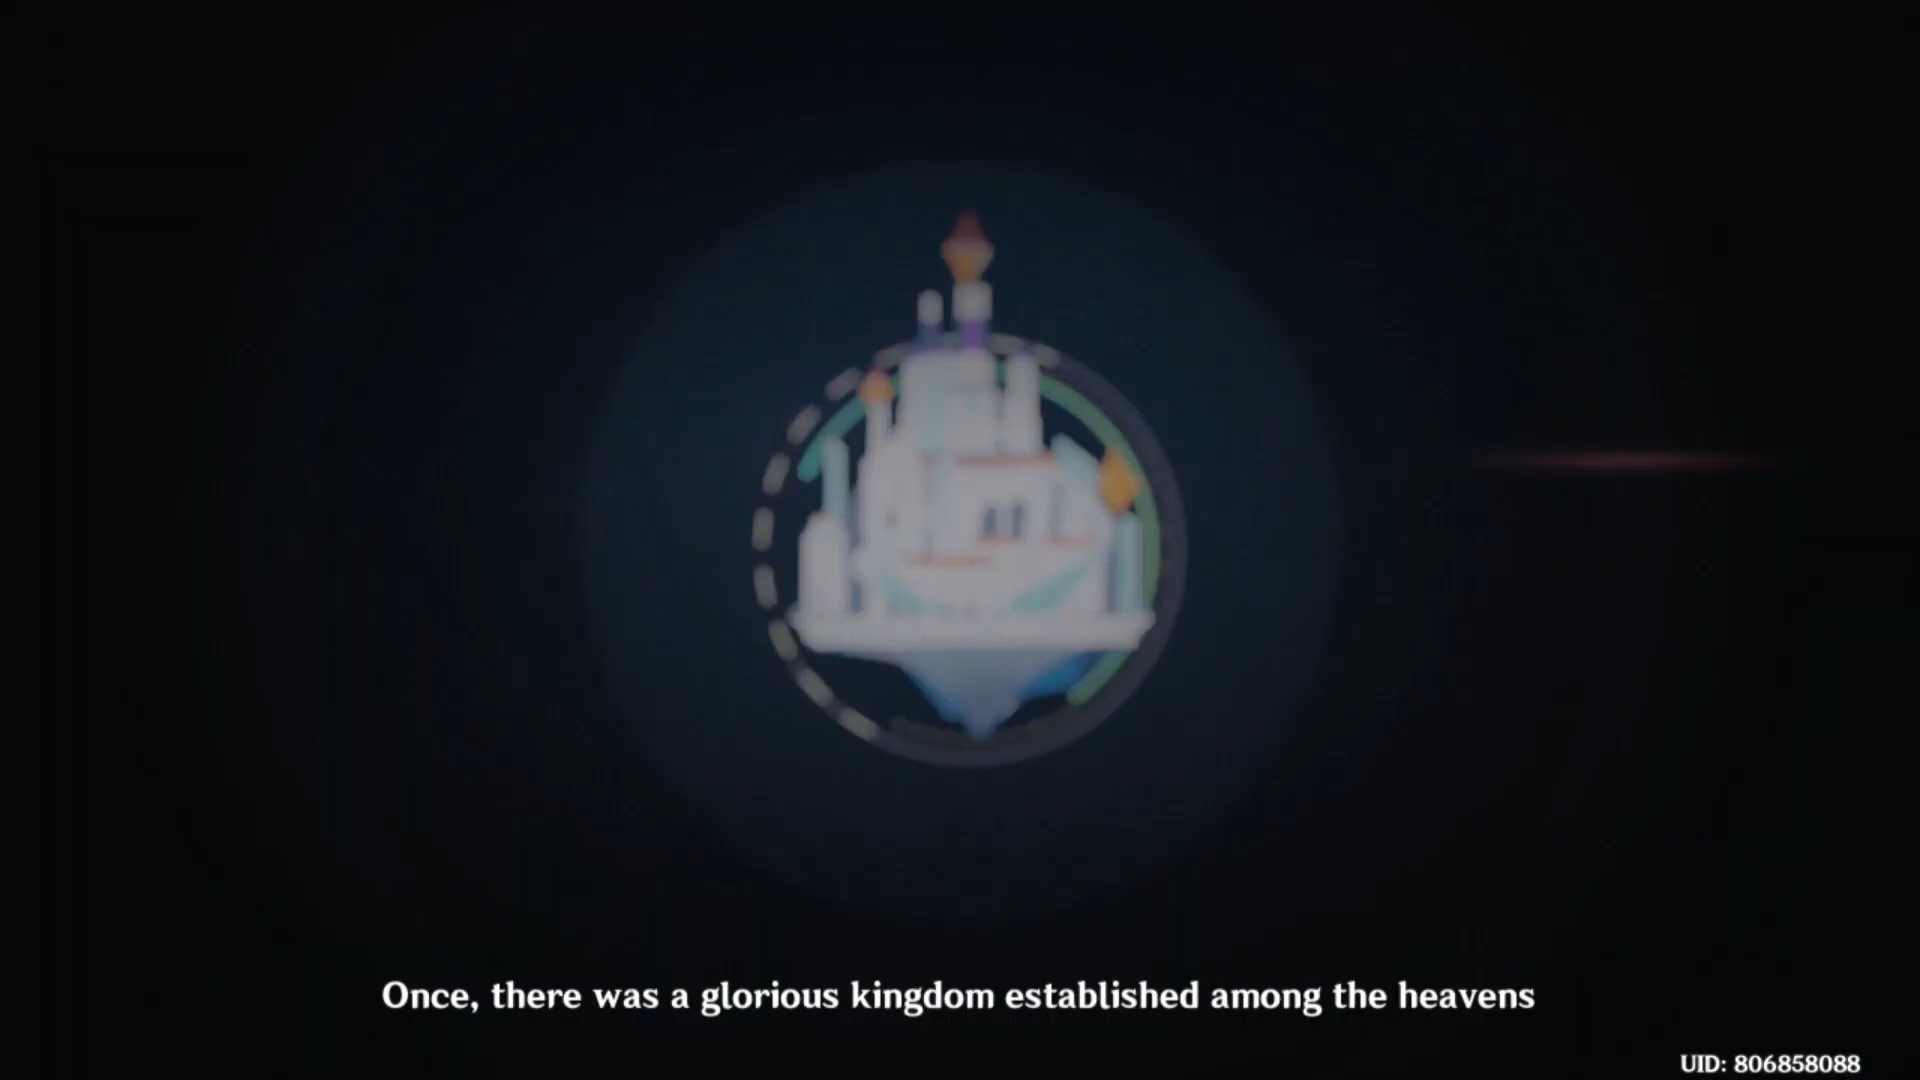 Once, there was a glorious kingdom established among the heavens
UID: 806858088